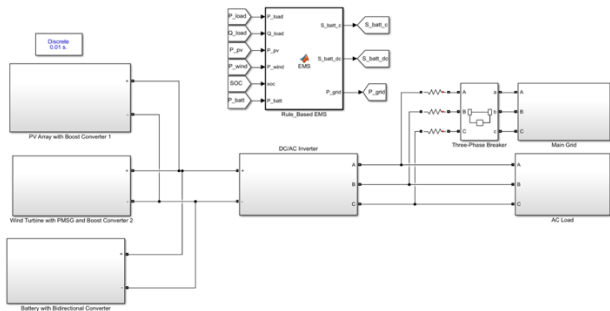 Discrete
0.01 s.
P_load
Q_load
P_pv
P_wind
SOC
P_batt
P_load
Q_load
P_pv
P_wind
soc
P_batt
EMS
S_batt_c
S_batt_dc
P_grid
S_batt_c
S_batt_dc
P_grid
Rule_Based EMS
+
-
PV Array with Boost Converter 1
+
-
Wind Turbine with PMSG and Boost Converter 2
+
-
Battery with Bidirectional Converter
DC/AC Inverter
+
-
A
B
C
A
B
C
a
b
c
Three-Phase Breaker
A
B
C
Main Grid
A
B
C
AC Load